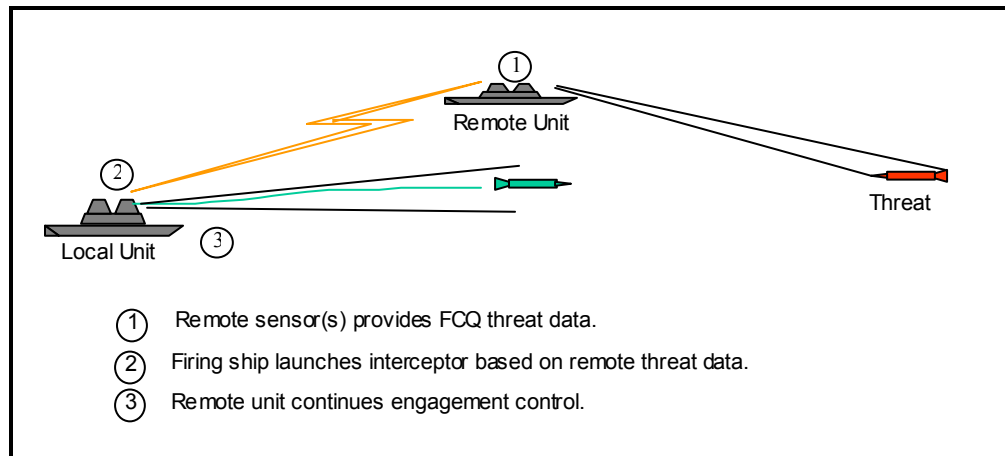 1
Remote Unit
Threat
2
Local Unit
3
1 Remote sensor(s) provides FCQ threat data.
2 Firing ship launches interceptor based on remote threat data.
3 Remote unit continues engagement control.